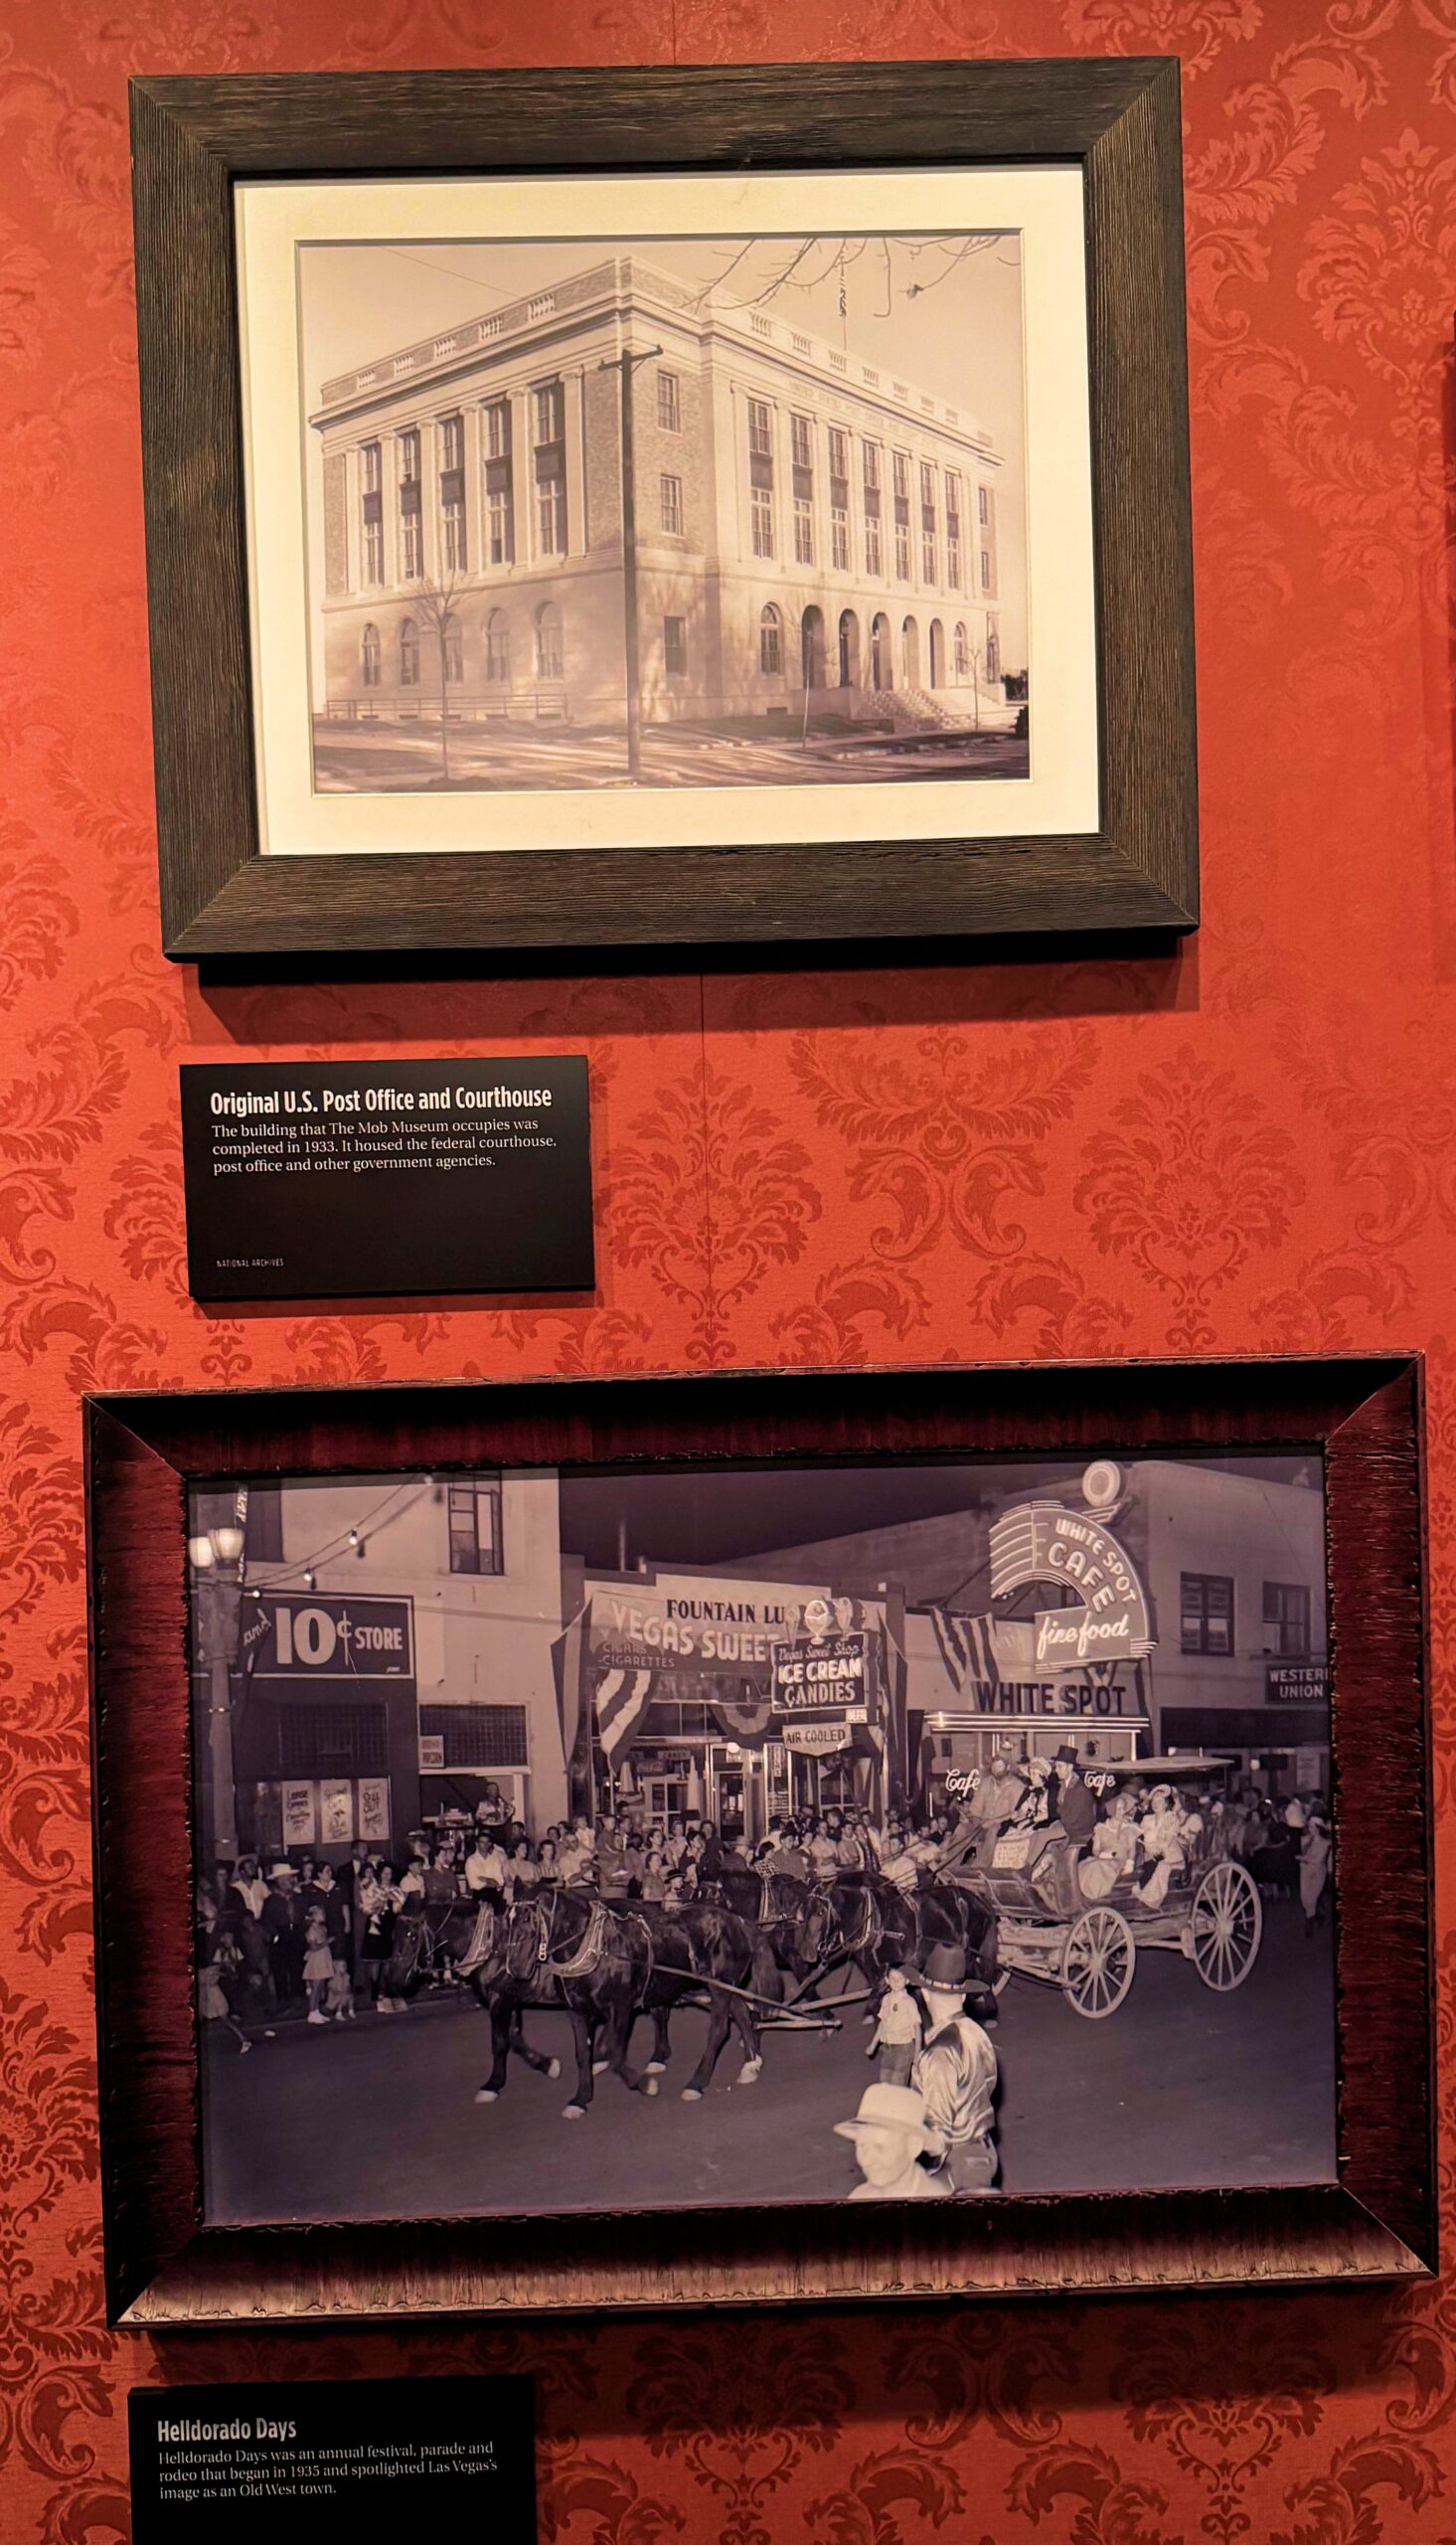 Original U.S. Post Office and Courthouse
The building that The Mob Museum occupies was
completed in 1933. It housed the federal courthouse,
post office and other government agencies.
NATIONAL ARCHIVES
10¢ STORE
FOUNTAIN LU
VEGAS SWEET
CIGARS
-CIGARETTES
Vegas Sweet Shop
ICE CREAM
CANDIES
BEER
AIR COOLED
WHITE SPOT
CAFE
fine food
WHITE SPOT
Cafe
Cafe
WESTERN
UNION
Helldorado Days
Helldorado Days was an annual festival, parade and
rodeo that began in 1935 and spotlighted Las Vegas's
image as an Old West town.